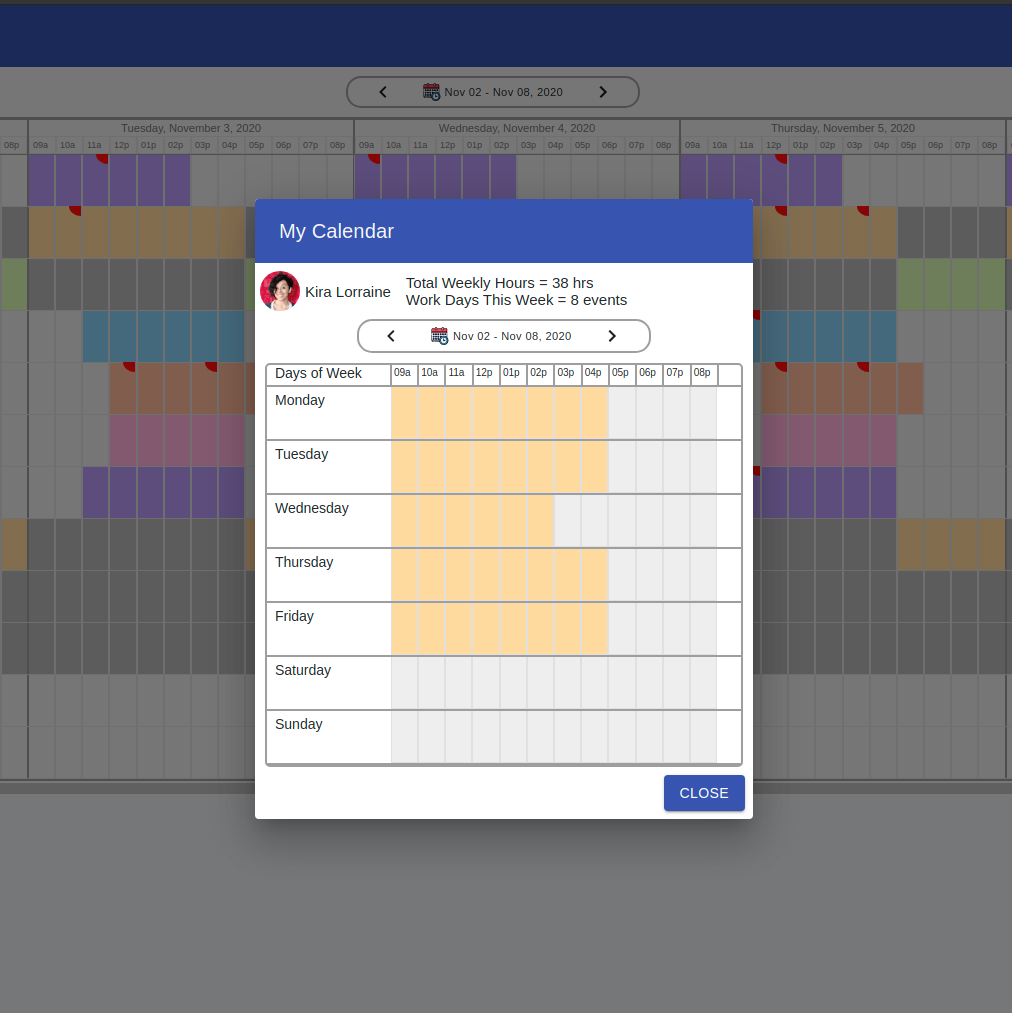 Nov 02 - Nov 08, 2020
Tuesday, November 3, 2020 Wednesday, November 4, 2020 Thursday, November 5, 2020
08p 09a 10a 11a 12p 01p 02p 03p 04p 05p 06p 07p 08p 09a 10a 11a 12p 01p 02p 03p 04p 05p 06p 07p 08p 09a 10a 11a 12p 01p 02p 03p 04p 05p 06p 07p 08p
My Calendar
Kira Lorraine
Total Weekly Hours = 38 hrs
Work Days This Week = 8 events
Nov 02 - Nov 08, 2020
Days of Week 09a 10a 11a 12p 01p 02p 03p 04p 05p 06p 07p 08p
Monday
Tuesday
Wednesday
Thursday
Friday
Saturday
Sunday
CLOSE